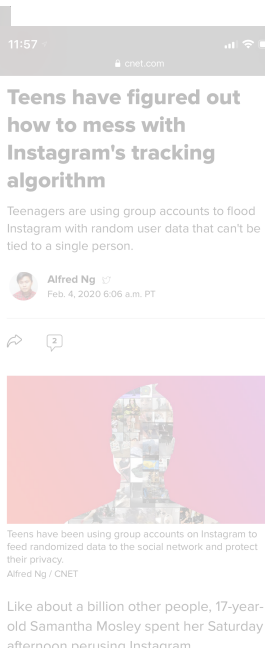 11:57
cnet.com
Teens have figured out
how to mess with
Instagram's tracking
algorithm
Teenagers are using group accounts to flood
Instagram with random user data that can't be
tied to a single person.
Alfred Ng
Feb. 4, 2020 6:06 a.m. PT
2
Teens have been using group accounts on Instagram to
feed randomized data to the social network and protect
their privacy.
Alfred Ng / CNET
Like about a billion other people, 17-year-
old Samantha Mosley spent her Saturday
afternoon perusing Instagram.